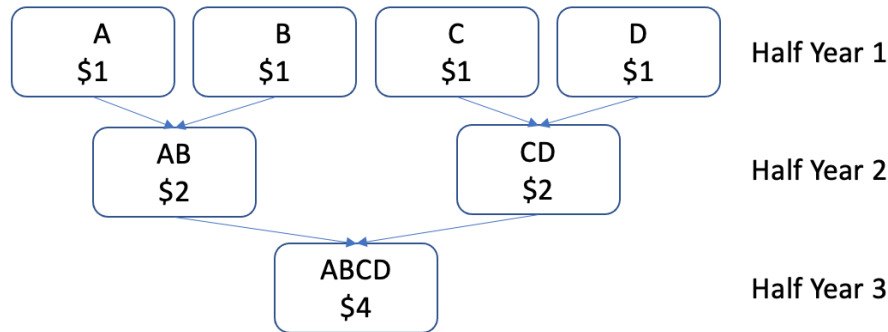 A
$1
B
$1
C
$1
D
$1
Half Year 1
AB
$2
CD
$2
Half Year 2
ABCD
$4
Half Year 3